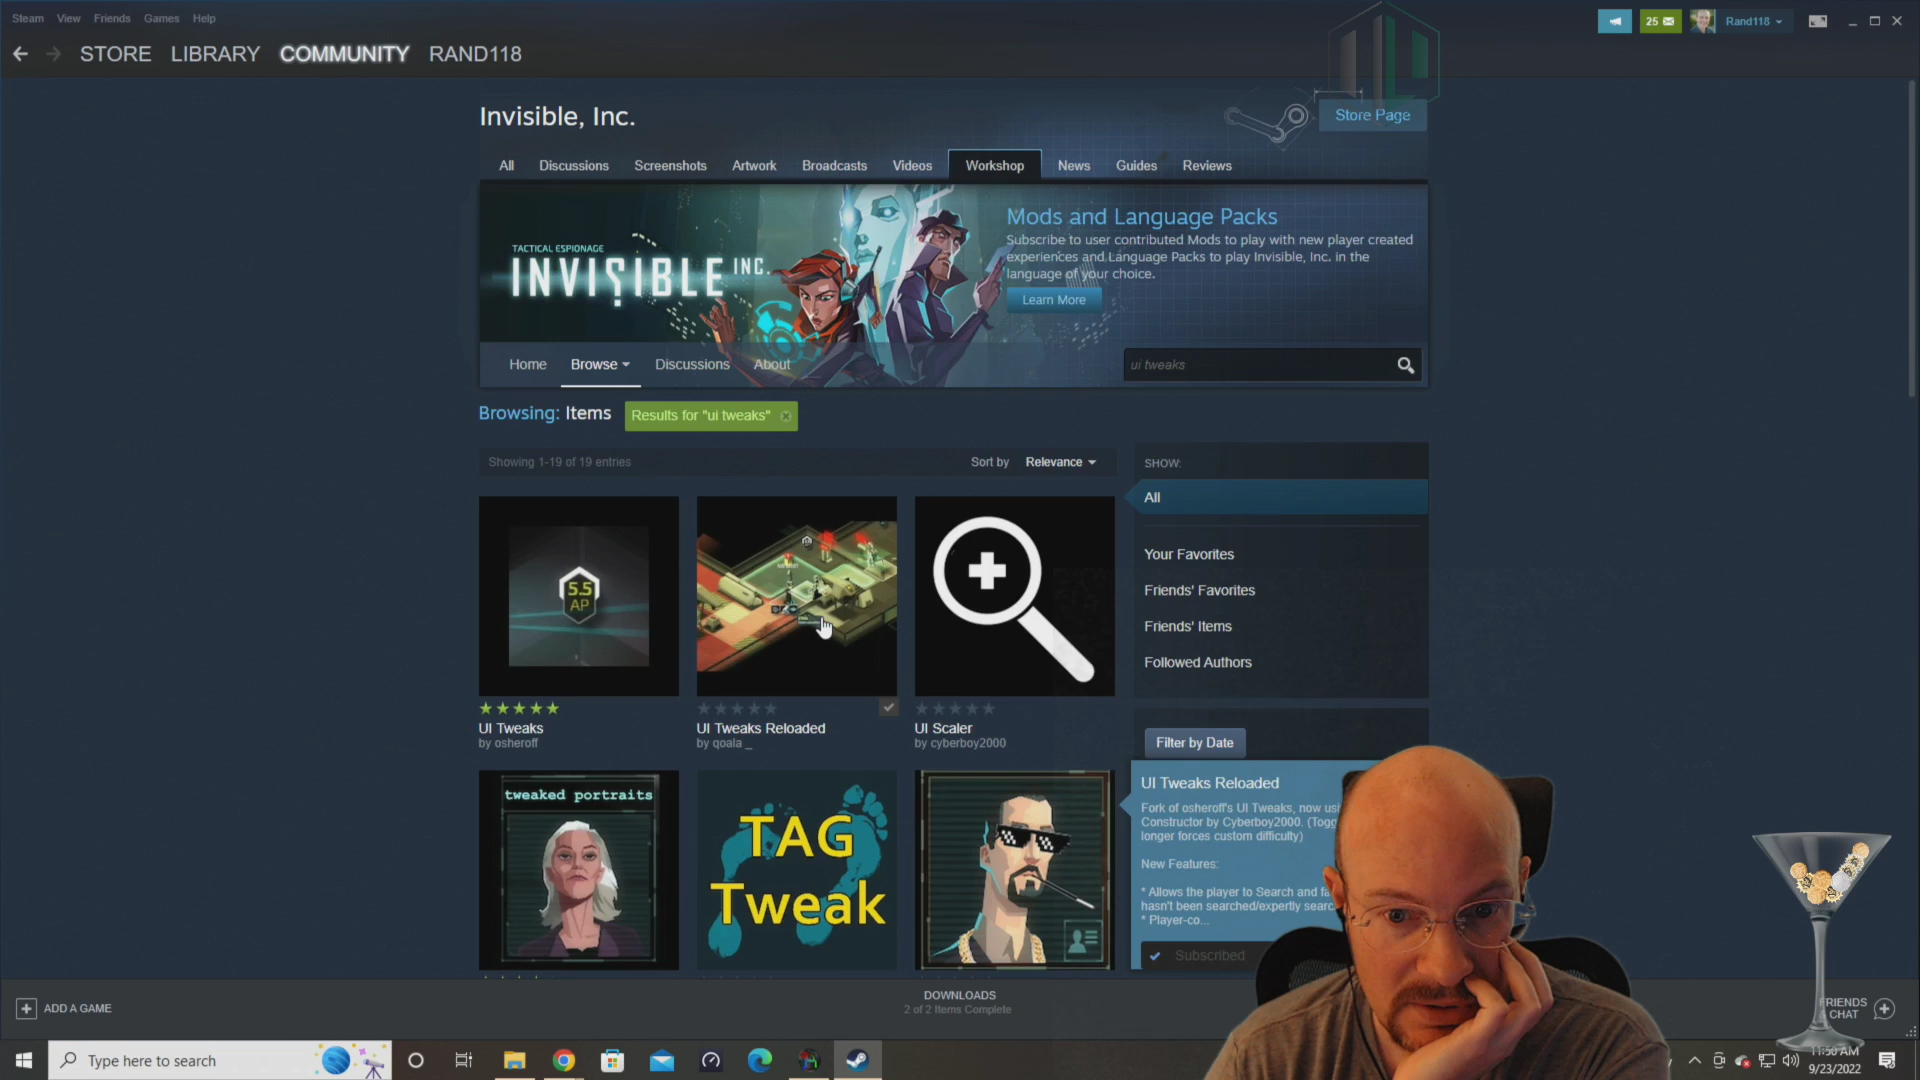 Steam View Friends Games Help
25
Rand118
STORE LIBRARY COMMUNITY RAND118
Invisible, Inc.
Store Page
All Discussions Screenshots Artwork Broadcasts Videos Workshop News Guides Reviews
TACTICAL ESPIONAGE
INVISIBLE INC.
Mods and Language Packs
Subscribe to user contributed Mods to play with new player created
experiences and Language Packs to play Invisible, Inc. in the
language of your choice.
Learn More
Home Browse Discussions About
ui tweaks
Browsing: Items
Results for "ui tweaks"
Showing 1-19 of 19 entries
Sort by Relevance
SHOW:
All
Your Favorites
Friends' Favorites
Friends' Items
Followed Authors
Filter by Date
5.5
AP
UI Tweaks
by osheroff
UI Tweaks Reloaded
by qoala _
UI Scaler
by cyberboy2000
tweaked portraits
TAG
Tweak
UI Tweaks Reloaded
Fork of osheroff's UI Tweaks, now
Constructor by Cyberboy2000.
longer forces custom difficulty)
New Features:
* Allows the player to Search and
hasn't been searched/expertly
* Player-co...
Subscribed
ADD A GAME
DOWNLOADS
2 of 2 Items Complete
FRIENDS
& CHAT
Type here to search
11:50 AM
9/23/2022